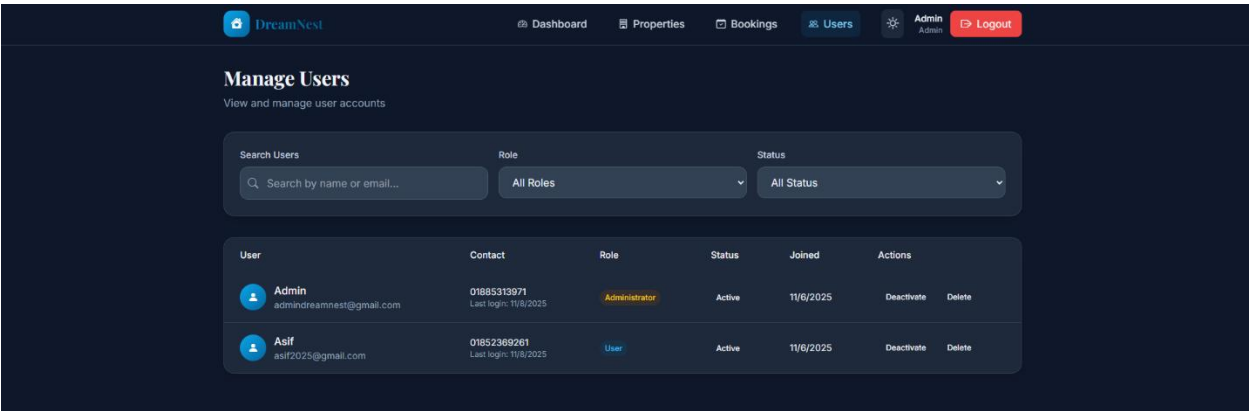 DreamNest Dashboard Properties Bookings Users Admin Logout
Admin
Manage Users
View and manage user accounts
Search Users Role Status
Search by name or email... All Roles All Status
User Contact Role Status Joined Actions
Admin 01885313971 Administrator Active 11/6/2025 Deactivate Delete
admindreamnest@gmail.com Last login: 11/8/2025
Asif 01852369261 User Active 11/6/2025 Deactivate Delete
asif2025@gmail.com Last login: 11/8/2025